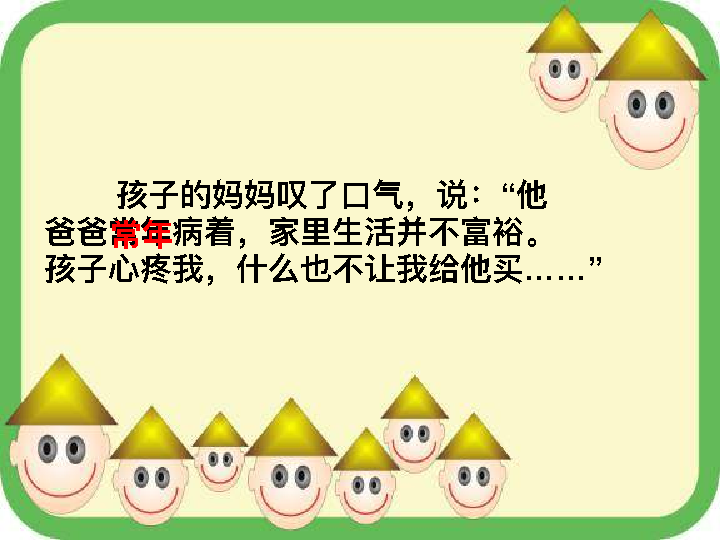 孩子的妈妈叹了口气，说：“他
爸爸常年病着，家里生活并不富裕。
孩子心疼我，什么也不让我给他买……”